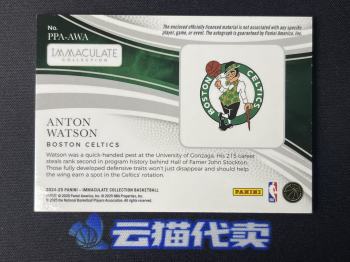 No.
PPA-AWA
The enclosed officially licensed material is not associated with any specific
player, game, or event. The autograph is guaranteed by Panini America, Inc.
IMMACULATE
COLLECTION
BOSTON
CELTICS
ANTON
WATSON
BOSTON CELTICS
Watson was a quick-handed pest at the University of Gonzaga. His 215 career
steals rank second in program history behind Hall of Famer John Stockton.
Those fully developed defensive traits won't just disappear and should help
the wing earn a spot in the Celtics' rotation.
2024-25 PANINI – IMMACULATE COLLECTION BASKETBALL
PANINI
云猫代卖